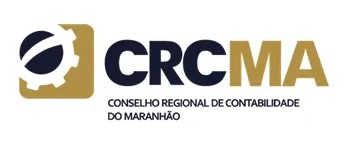 CRCMA
CONSELHO REGIONAL DE CONTABILIDADE
DO MARANHÃO